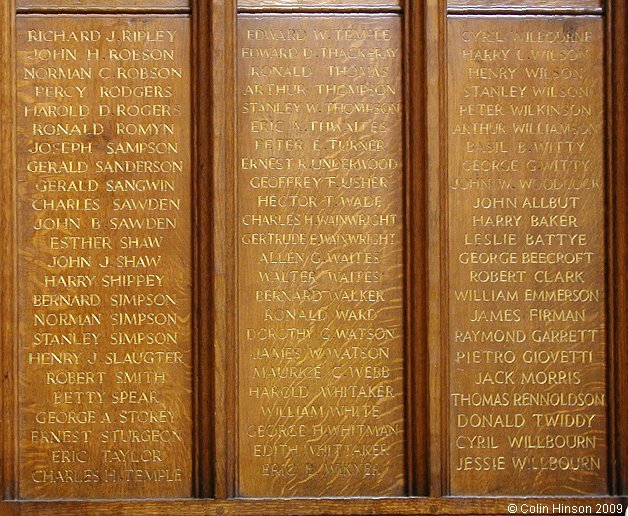 RICHARD J. RIPLEY
JOHN H. ROBSON
NORMAN C. ROBSON
PERCY RODGERS
HAROLD D. ROGERS
RONALD ROMYN
JOSEPH SAMPSON
GERALD SANDERSON
GERALD SANGWIN
CHARLES SAWDEN
JOHN B. SAWDEN
ESTHER SHAW
JOHN J. SHAW
HARRY SHIPPEY
BERNARD SIMPSON
NORMAN SIMPSON
STANLEY SIMPSON
HENRY J. SLAUGTER
ROBERT SMITH
BETTY SPEAR
GEORGE A. STOREY
ERNEST STURGEON
ERIC TAYLOR
CHARLES H. TEMPLE
EDWARD W. TEMPLE
EDWARD D. THACKERAY
RONALD THOMAS
ARTHUR THOMPSON
STANLEY W. THOMPSON
ERIC A. THWAITES
PETER E. TURNER
ERNEST R. UNDERWOOD
GEOFFREY F. USHER
HECTOR T. WADE
CHARLES H. WAINWRIGHT
GERTRUDE E. WAINWRIGHT
ALLEN G. WAITES
WALTER WAITES
BERNARD WALKER
RONALD WARD
DOROTHY G. WATSON
JAMES W. WATSON
MAURICE C. WEBB
HAROLD WHITAKER
WILLIAM WHITE
GEORGE H. WHITMAN
EDITH WHITTAKER
ERIC
CYRIL WILBOURNE
HARRY L. WILSON
HENRY WILSON
STANLEY WILSON
PETER WILKINSON
ARTHUR WILLIAMSON
BASIL B. WITTY
GEORGE G. WITTY
JOHN W. WOODCOCK
JOHN ALLBUT
HARRY BAKER
LESLIE BATTYE
GEORGE BEECROFT
ROBERT CLARK
WILLIAM EMMERSON
JAMES FIRMAN
RAYMOND GARRETT
PIETRO GIOVETTI
JACK MORRIS
THOMAS RENNOLDSON
DONALD TWIDDY
CYRIL WILLBOURN
JESSIE WILLBOURN
© Colin Hinson 2009